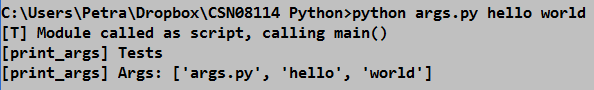 C:\Users\Petra\Dropbox\CSN08114 Python>python args.py hello world
[T] Module called as script, calling main()
[print_args] Tests
[print_args] Args: ['args.py', 'hello', 'world']